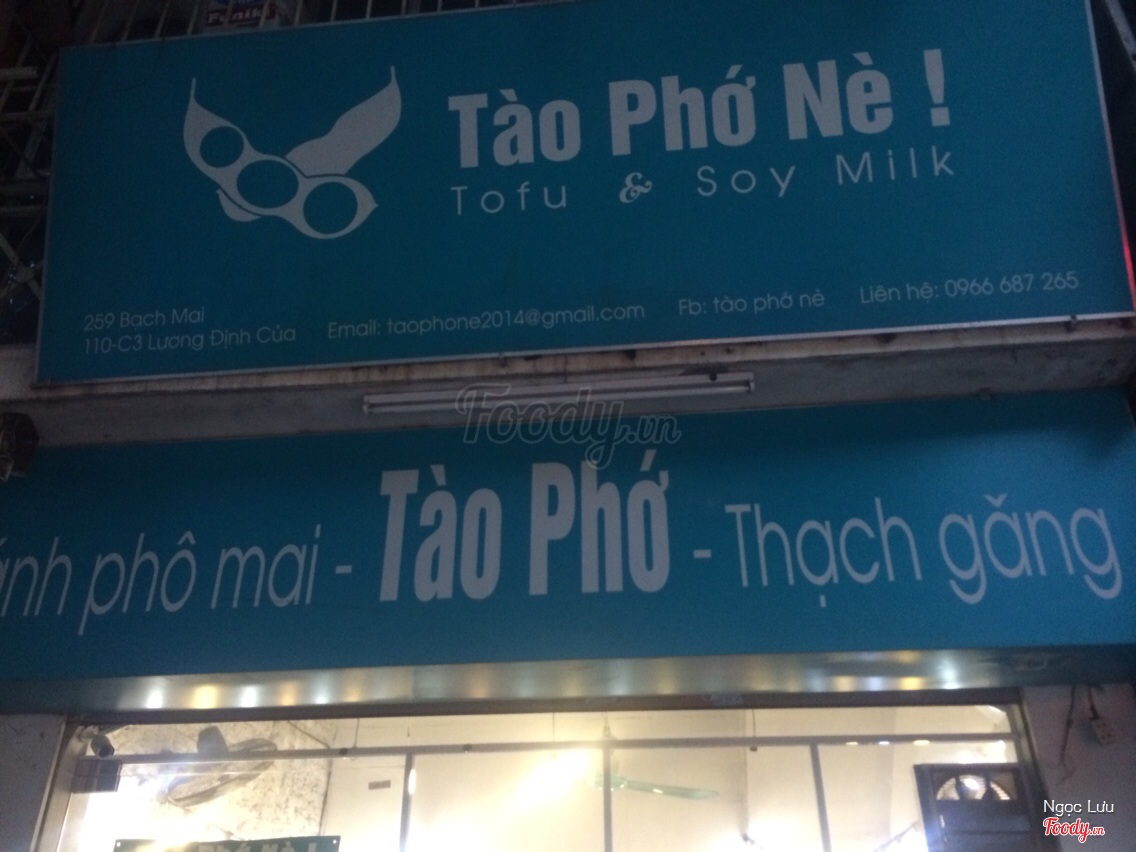 Tào Phớ Nè !
Tofu & Soy Milk
259 Bạch Mai
110-C3 Lương Định Của
Email: taophone2014@gmail.com
Fb: tào phớ nè
Liên hệ: 0966 687 265
Foody.vn
ánh phô mai - Tào Phớ - Thạch găng
Ngọc Lưu
Foody.vn